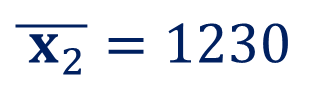 x̅₂ = 1230